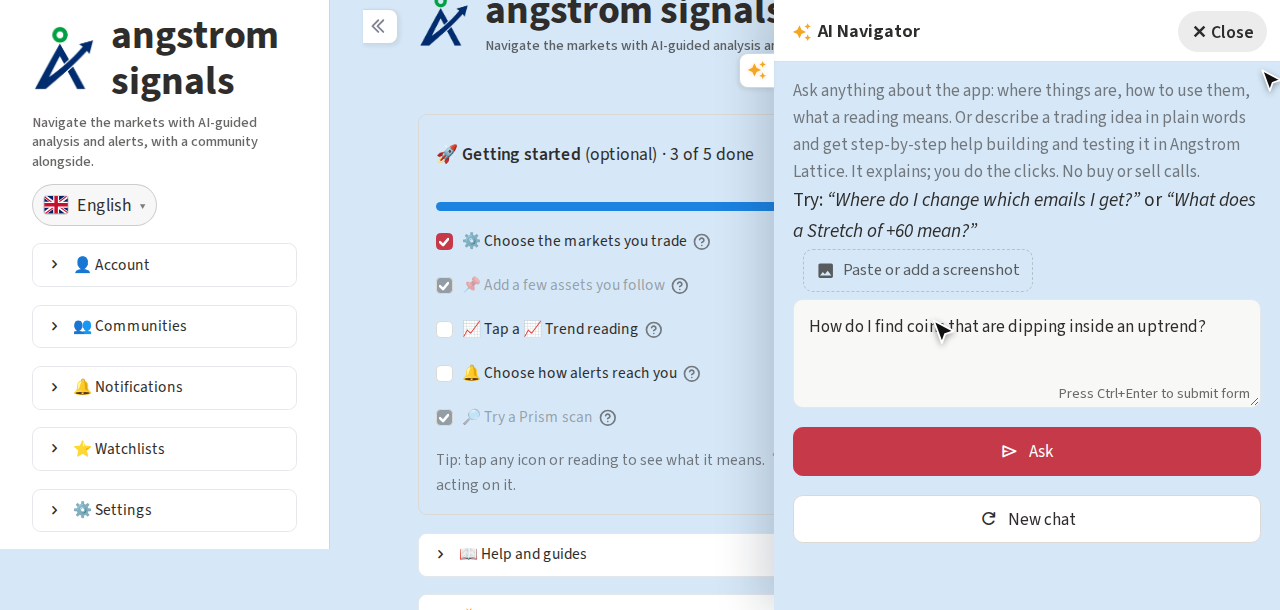 angstrom
signals
Navigate the markets with AI-guided
analysis and alerts, with a community
alongside.
English
Account
Communities
Notifications
Watchlists
Settings
angstrom signals
Navigate the markets with AI-guided analysis
Getting started (optional) · 3 of 5 done
Choose the markets you trade
Add a few assets you follow
Tap a Trend reading
Choose how alerts reach you
Try a Prism scan
Tip: tap any icon or reading to see what it means.
acting on it.
Help and guides
AI Navigator
Close
Ask anything about the app: where things are, how to use them,
what a reading means. Or describe a trading idea in plain words
and get step-by-step help building and testing it in Angstrom
Lattice. It explains; you do the clicks. No buy or sell calls.
Try: “Where do I change which emails I get?” or “What does
a Stretch of +60 mean?”
Paste or add a screenshot
How do I find coins that are dipping inside an uptrend?
Press Ctrl+Enter to submit form
Ask
New chat